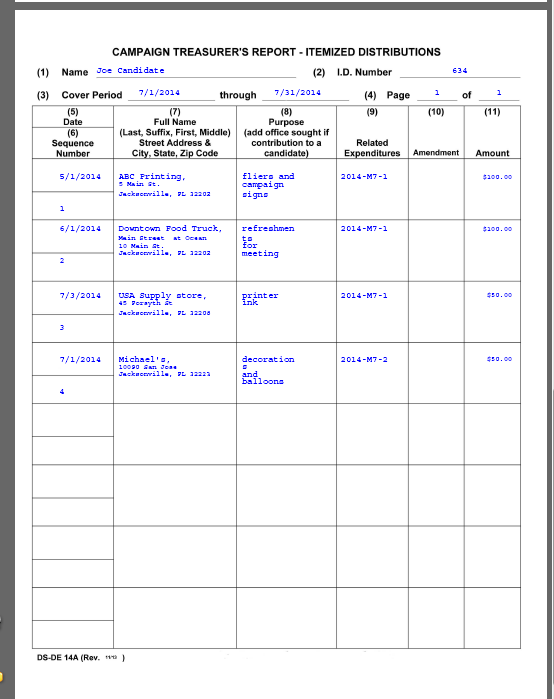 CAMPAIGN TREASURER'S REPORT - ITEMIZED DISTRIBUTIONS
(1) Name Joe Candidate (2) I.D. Number 634
(3) Cover Period 7/1/2014 through 7/31/2014 (4) Page 1 of 1
(5)
Date
(6)
Sequence
Number
(7)
Full Name
(Last, Suffix, First, Middle)
Street Address &
City, State, Zip Code
(8)
Purpose
(add office sought if
contribution to a
candidate)
(9)
Related
Expenditures
(10)
Amendment
(11)
Amount
5/1/2014
1
ABC Printing,
5 Main St.
Jacksonville, FL 32202
fliers and
campaign
signs
2014-M7-1
$100.00
6/1/2014
2
Downtown Food Truck,
Main Street at Ocean
10 Main St.
Jacksonville, FL 32202
refreshmen
ts
for
meeting
2014-M7-1
$100.00
7/3/2014
3
USA Supply store,
45 Forsyth St
Jacksonville, FL 32208
printer
ink
2014-M7-1
$50.00
7/1/2014
4
Michael's,
10090 San Jose
Jacksonville, FL 32223
decoration
s
and
balloons
2014-M7-2
$50.00
DS-DE 14A (Rev. 11/13 )